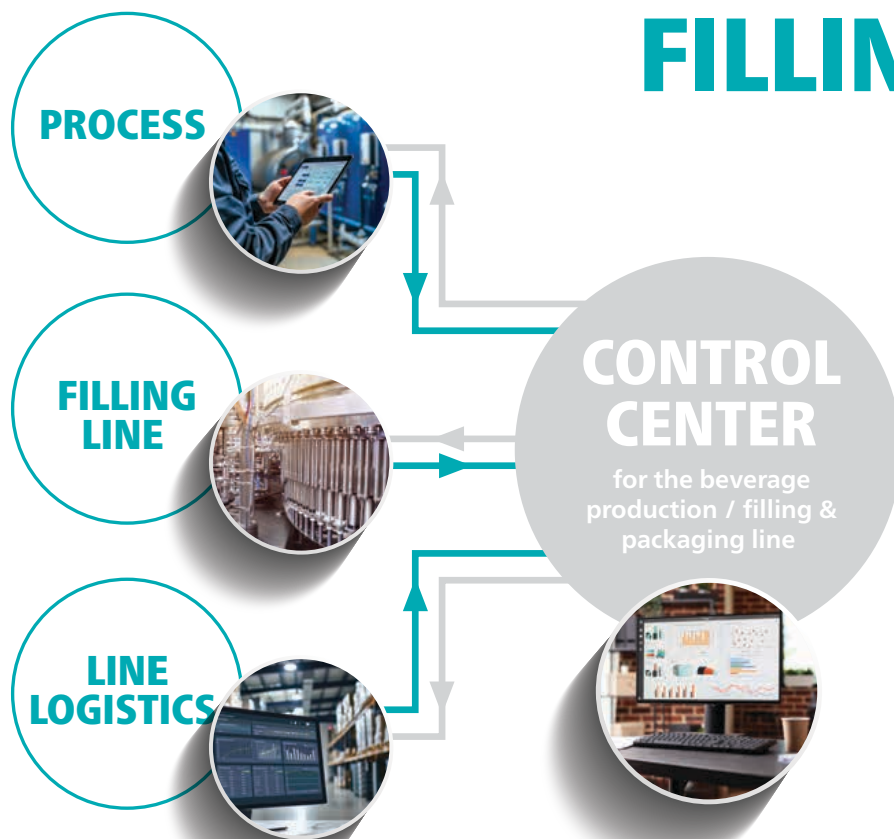 FILLIN
PROCESS
FILLING
LINE
LINE
LOGISTICS
CONTROL
CENTER
for the beverage
production / filling &
packaging line